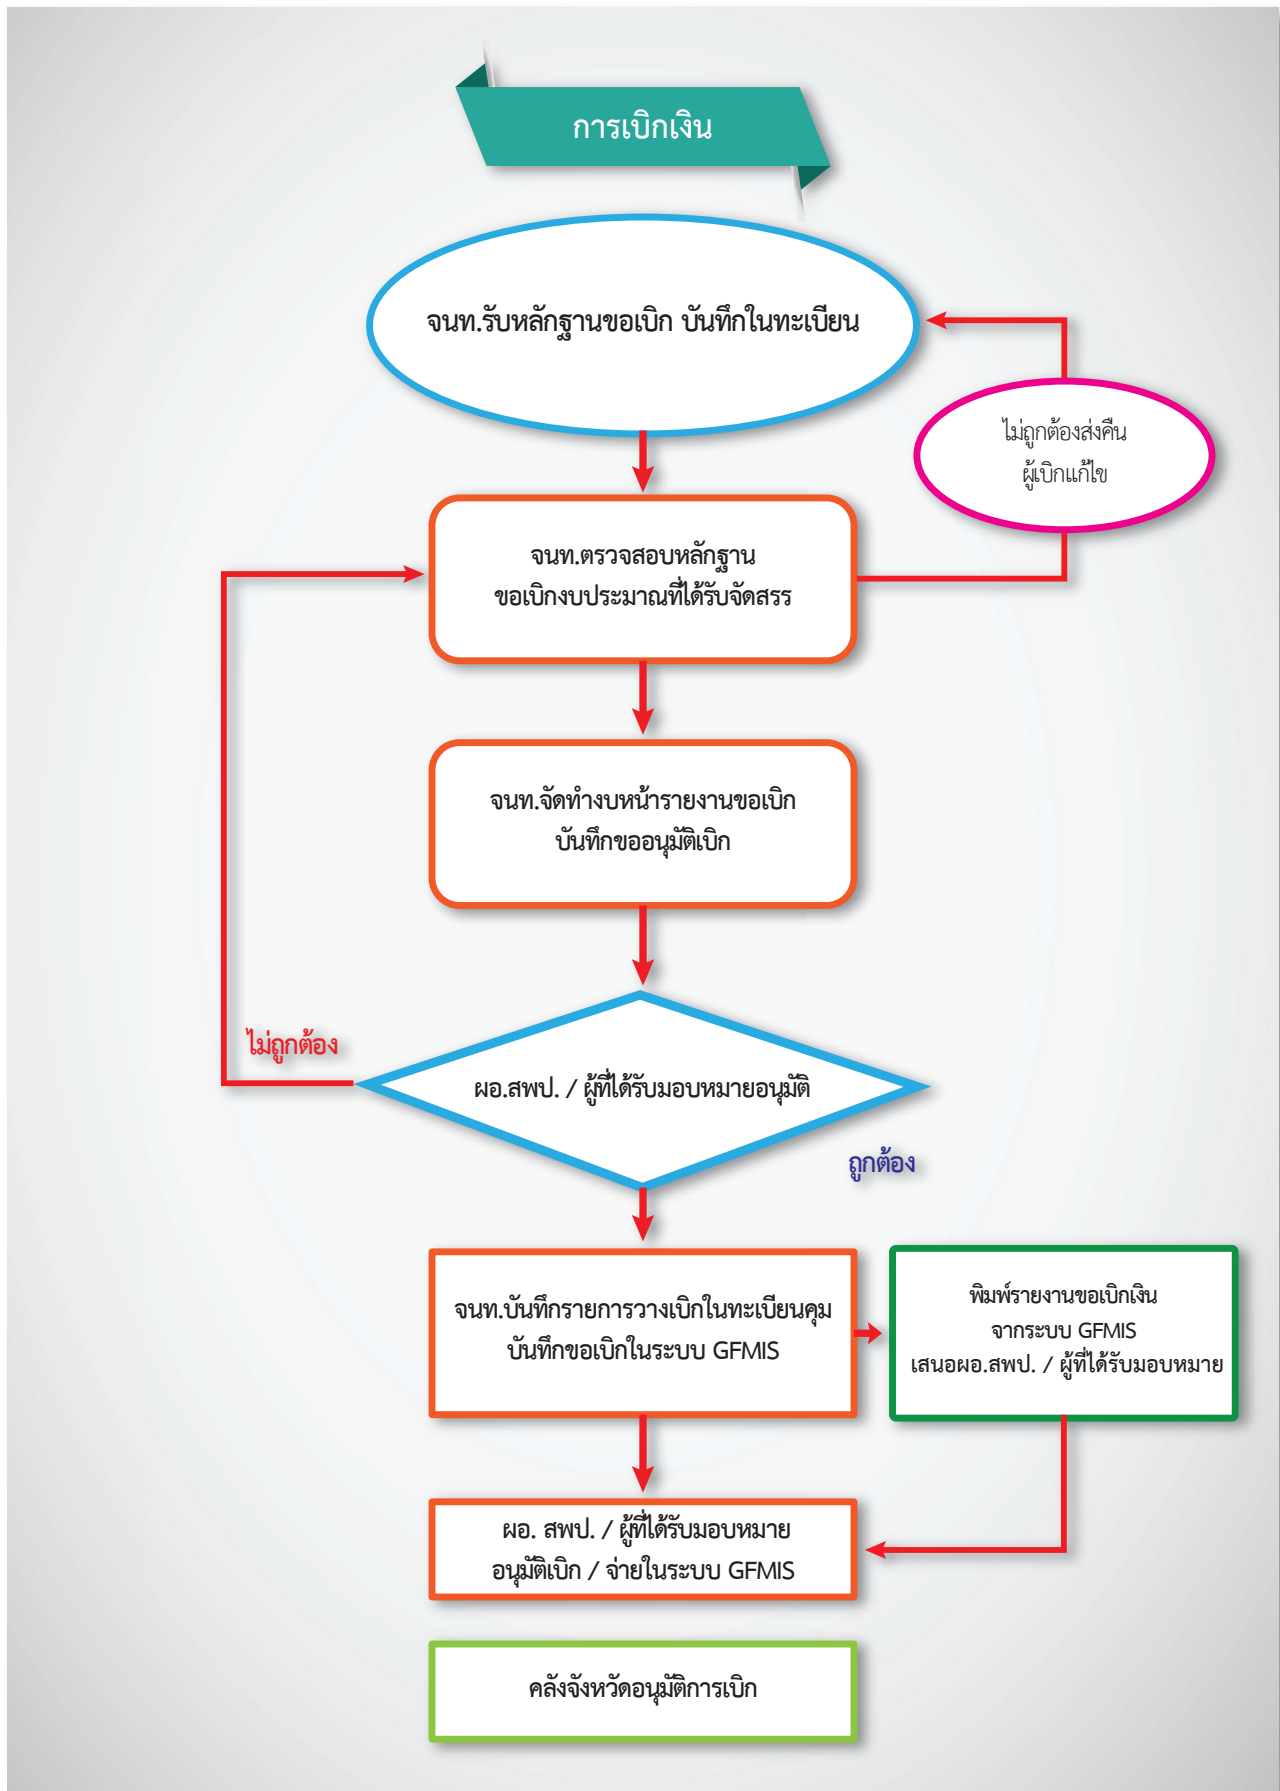 การเบิกเงิน
จนท.รับหลักฐานขอเบิก บันทึกในทะเบียน
ไม่ถูกต้องส่งคืน
ผู้เบิกแก้ไข
จนท.ตรวจสอบหลักฐาน
ขอเบิกงบประมาณที่ได้รับจัดสรร
จนท.จัดทำงบหน้ารายงานขอเบิก
บันทึกขออนุมัติเบิก
ไม่ถูกต้อง
ผอ.สพป. / ผู้ที่ได้รับมอบหมายอนุมัติ
ถูกต้อง
จนท.บันทึกรายการวางเบิกในทะเบียนคุม
บันทึกขอเบิกในระบบ GFMIS
พิมพ์รายงานขอเบิกเงิน
จากระบบ GFMIS
เสนอผอ.สพป. / ผู้ที่ได้รับมอบหมาย
ผอ. สพป. / ผู้ที่ได้รับมอบหมาย
อนุมัติเบิก / จ่ายในระบบ GFMIS
คลังจังหวัดอนุมัติการเบิก